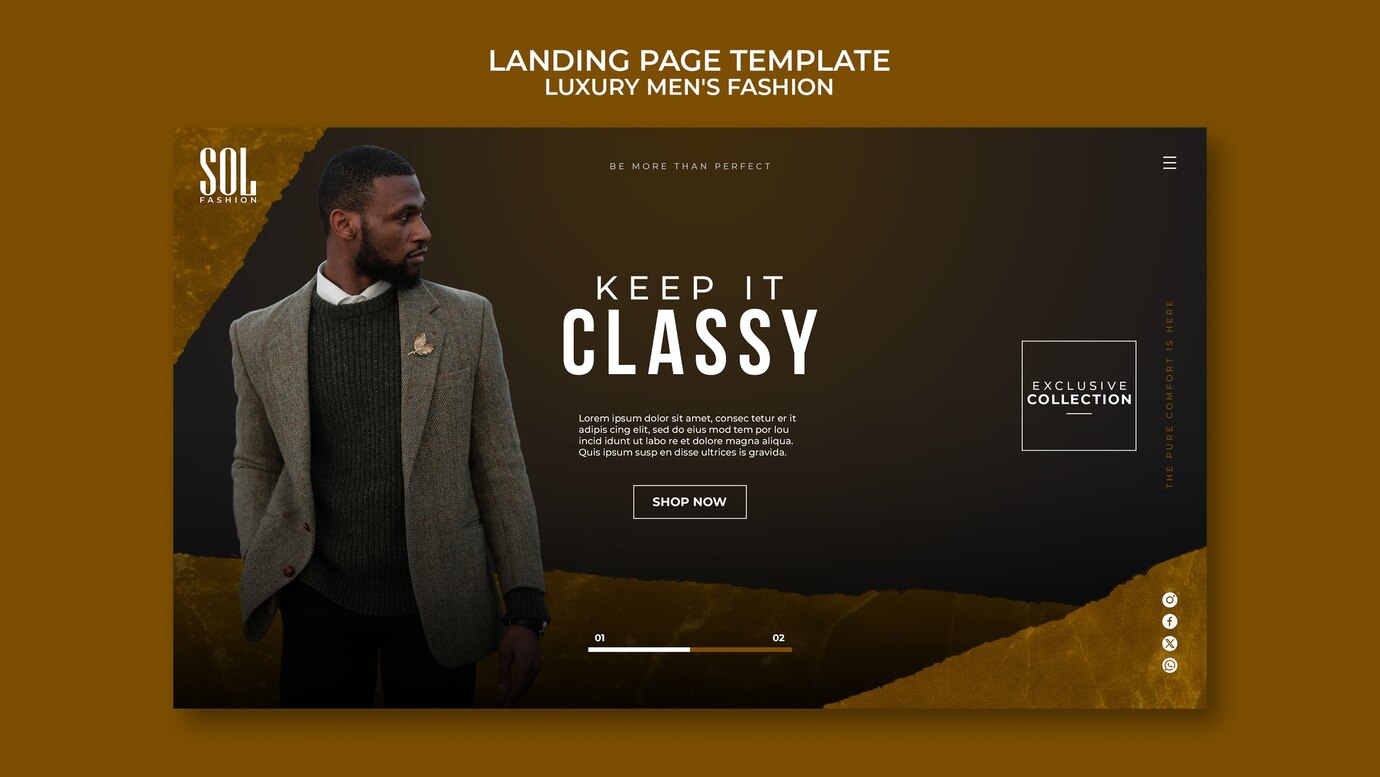 LANDING PAGE TEMPLATE
LUXURY MEN'S FASHION
SOL
FASHION
BE MORE THAN PERFECT
KEEP IT
CLASSY
Lorem ipsum dolor sit amet, consec tetur er it
adipis cing elit, sed do eius mod tem por lou
incid idunt ut labo re et dolore magna aliqua.
Quis ipsum susp en disse ultrices is gravida.
SHOP NOW
EXCLUSIVE
COLLECTION
THE PURE COMFORT IS HERE
01
02